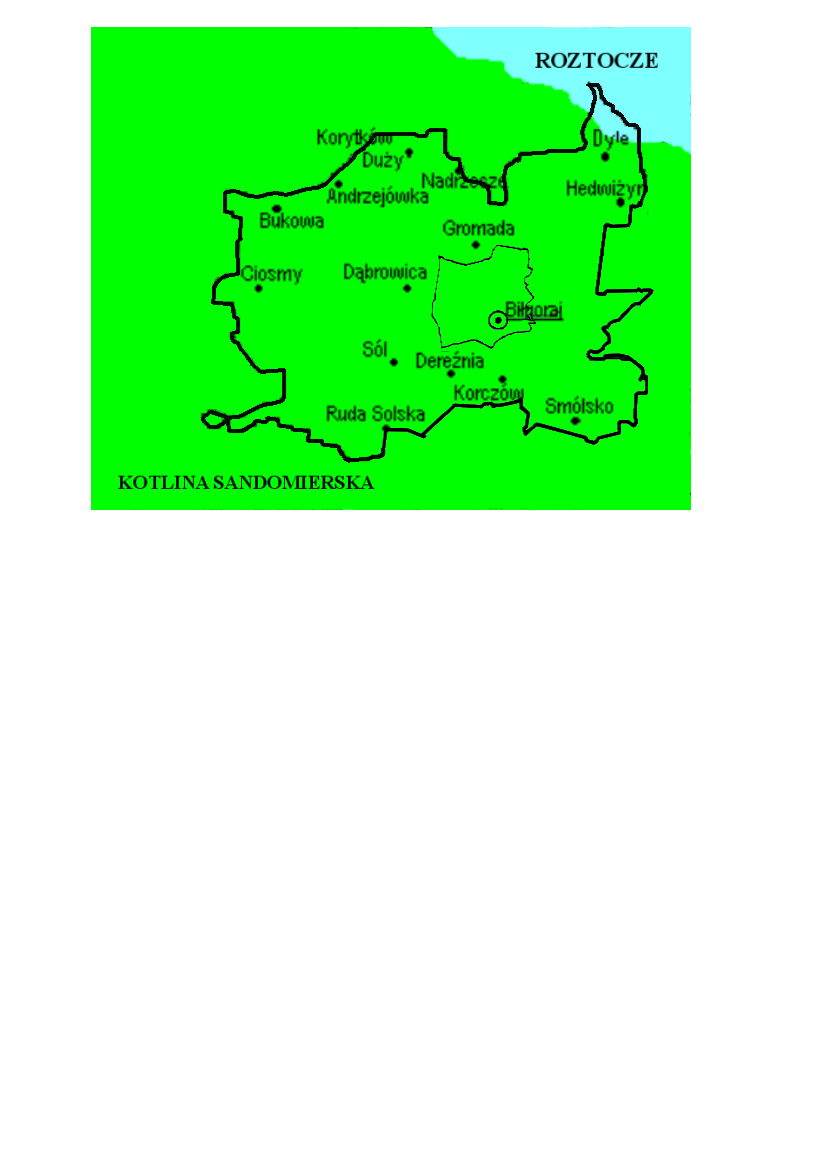 ROZTOCZE
Korytków
Duży
Dyle
Nadrzecze
Andrzejówka
Hedwiżyn
Bukowa
Gromada
Ciosmy
Dąbrowica
Biłgoraj
Sól
Dereźnia
Korczów
Ruda Solska
Smólsko
KOTLINA SANDOMIERSKA